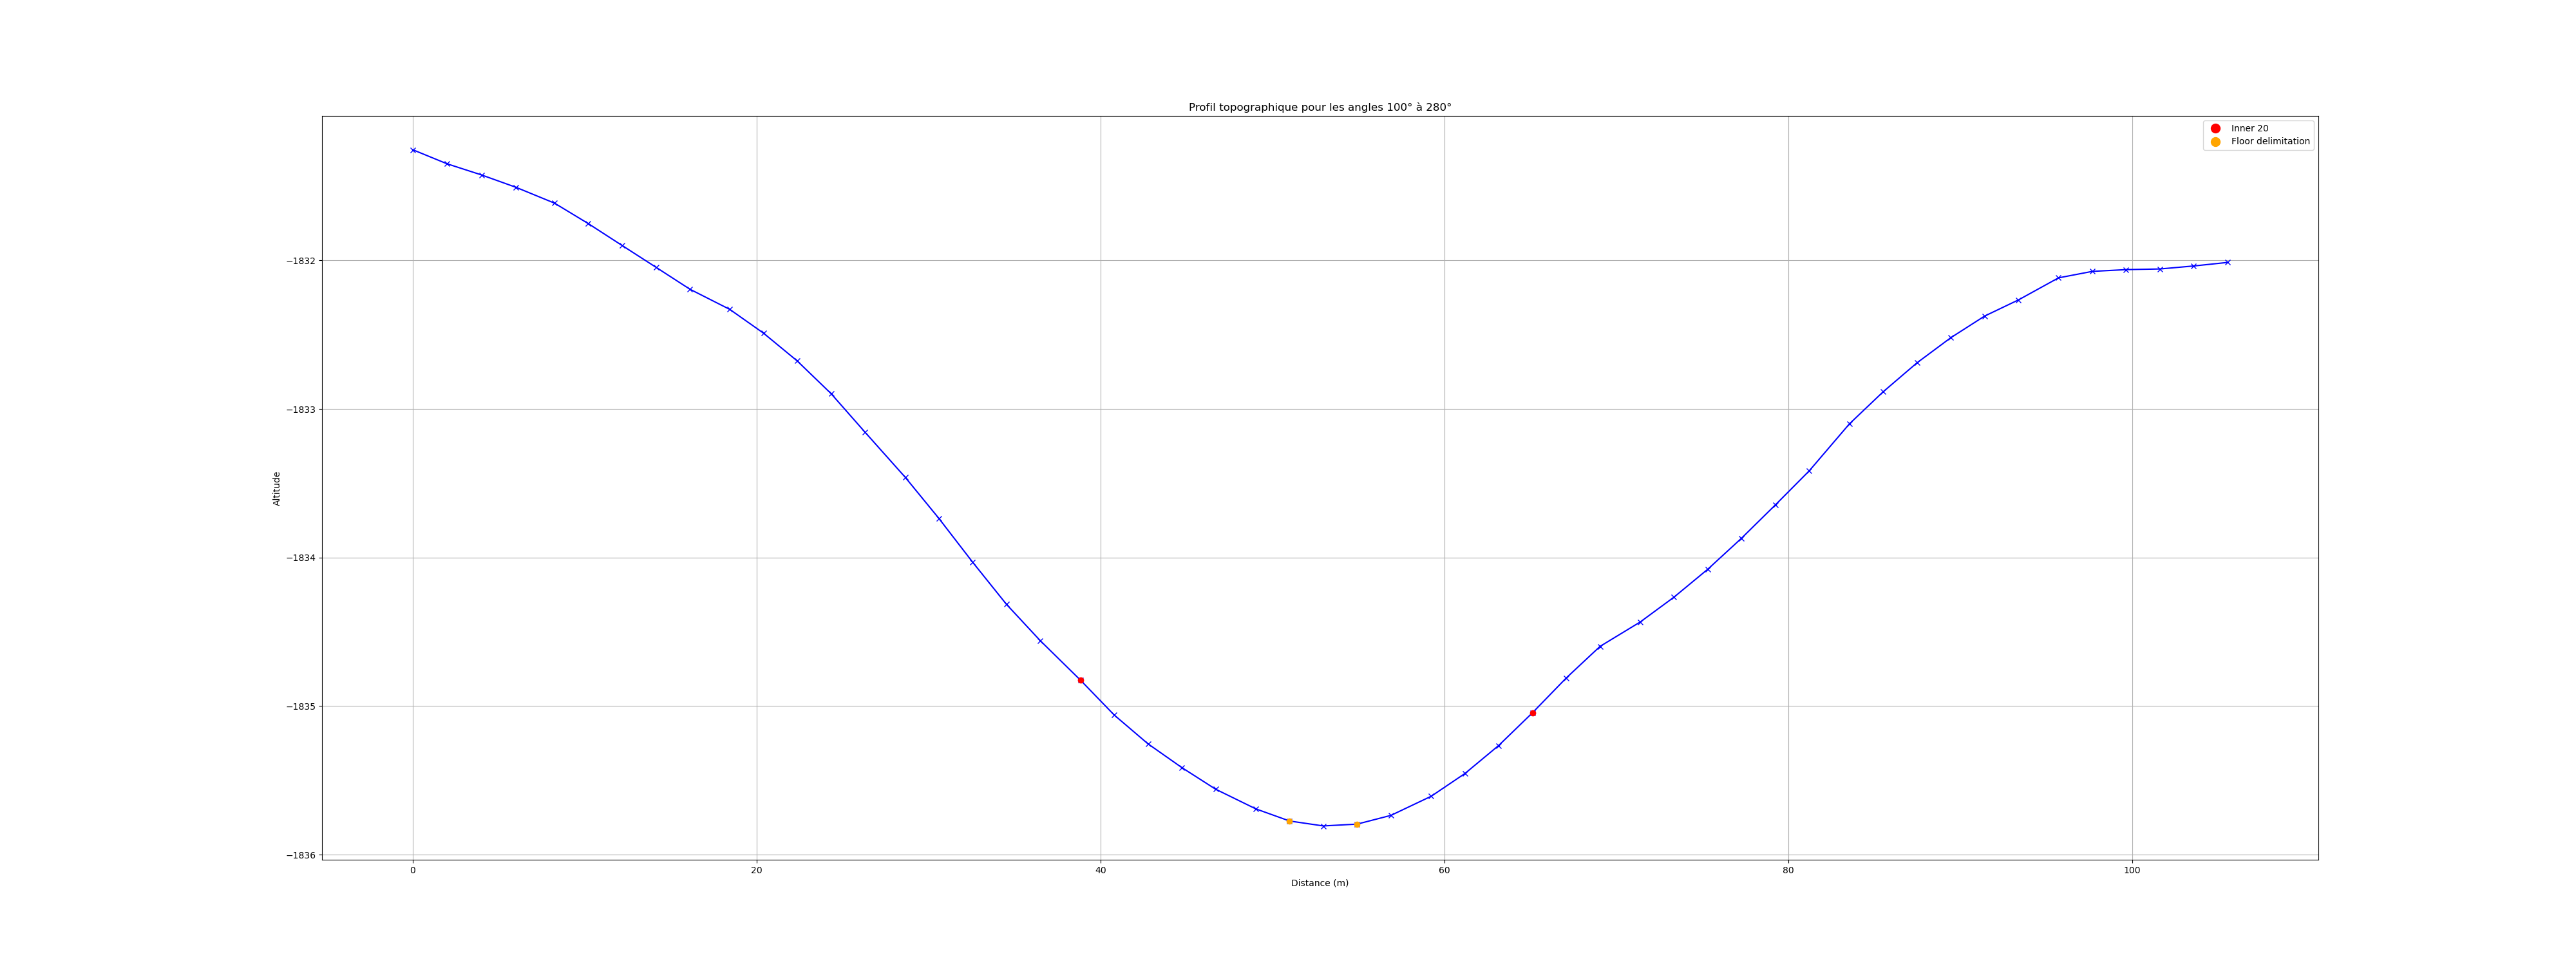 Profil topographique pour les angles 100° à 280°
Inner 20
Floor delimitation
−1832
−1833
−1834
−1835
−1836
Altitude
0 20 40 60 80 100
Distance (m)